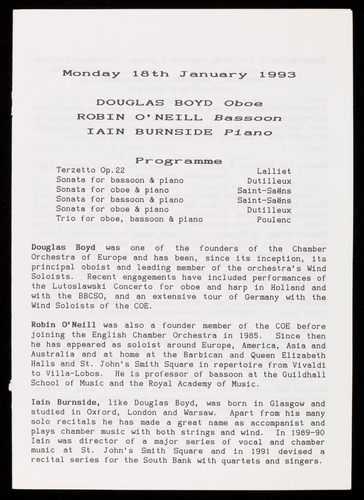 Monday 18th January 1993
DOUGLAS BOYD Oboe
ROBIN O'NEILL Bassoon
IAIN BURNSIDE Piano
Programme
Terzetto Op.22 Lalliet
Sonata for bassoon & piano Dutilleux
Sonata for oboe & piano Saint-Saëns
Sonata for bassoon & piano Saint-Saëns
Sonata for oboe & piano Dutilleux
Trio for oboe, bassoon & piano Poulenc
Douglas Boyd was one of the founders of the Chamber
Orchestra of Europe and has been, since its inception, its
principal oboist and leading member of the orchestra's Wind
Soloists. Recent engagements have included performances of
the Lutoslawski Concerto for oboe and harp in Holland and
with the BBCSO, and an extensive tour of Germany with the
Wind Soloists of the COE.
Robin O'Neill was also a founder member of the COE before
joining the English Chamber Orchestra in 1985. Since then
he has appeared as soloist around Europe, America, Asia and
Australia and at home at the Barbican and Queen Elizabeth
Halls and St. John's Smith Square in repertoire from Vivaldi
to Villa-Lobos. He is professor of bassoon at the Guildhall
School of Music and the Royal Academy of Music.
Iain Burnside, like Douglas Boyd, was born in Glasgow and
studied in Oxford, London and Warsaw. Apart from his many
solo recitals he has made a great name as accompanist and
plays chamber music with both strings and wind. In 1989-90
Iain was director of a major series of vocal and chamber
music at St. John's Smith Square and in 1991 devised a
recital series for the South Bank with quartets and singers.